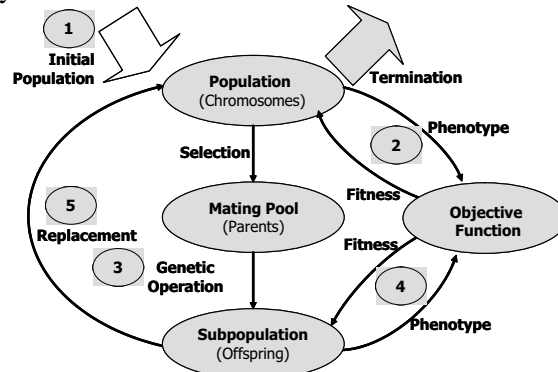 1
Initial
Population
Population
(Chromosomes)
Termination
Phenotype
2
Selection
Fitness
5
Replacement
Mating Pool
(Parents)
Objective
Function
Fitness
3
Genetic
Operation
4
Phenotype
Subpopulation
(Offspring)